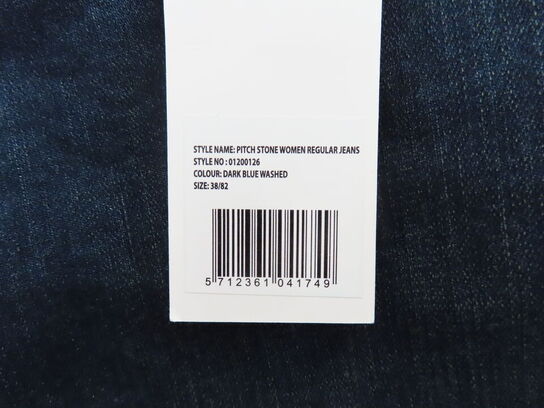 STYLE NAME: PITCH STONE WOMEN REGULAR JEANS
STYLE NO : 01200126
COLOUR: DARK BLUE WASHED
SIZE: 38/82
5 712361 041749